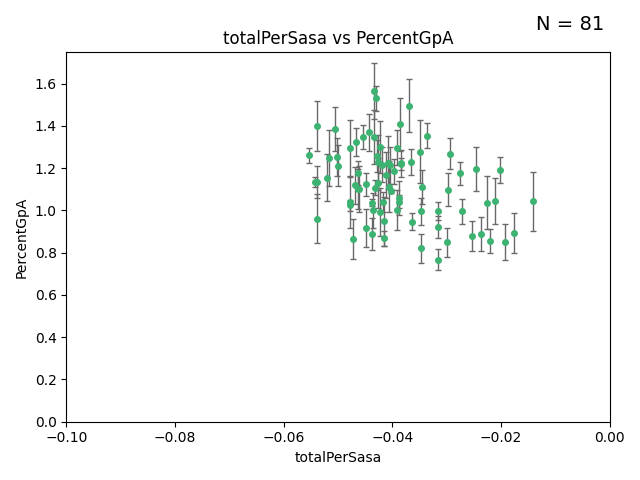 N = 81
totalPerSasa vs PercentGpA
PercentGpA
1.6
1.4
1.2
1.0
0.8
0.6
0.4
0.2
0.0
−0.10 −0.08 −0.06 −0.04 −0.02 0.00
totalPerSasa